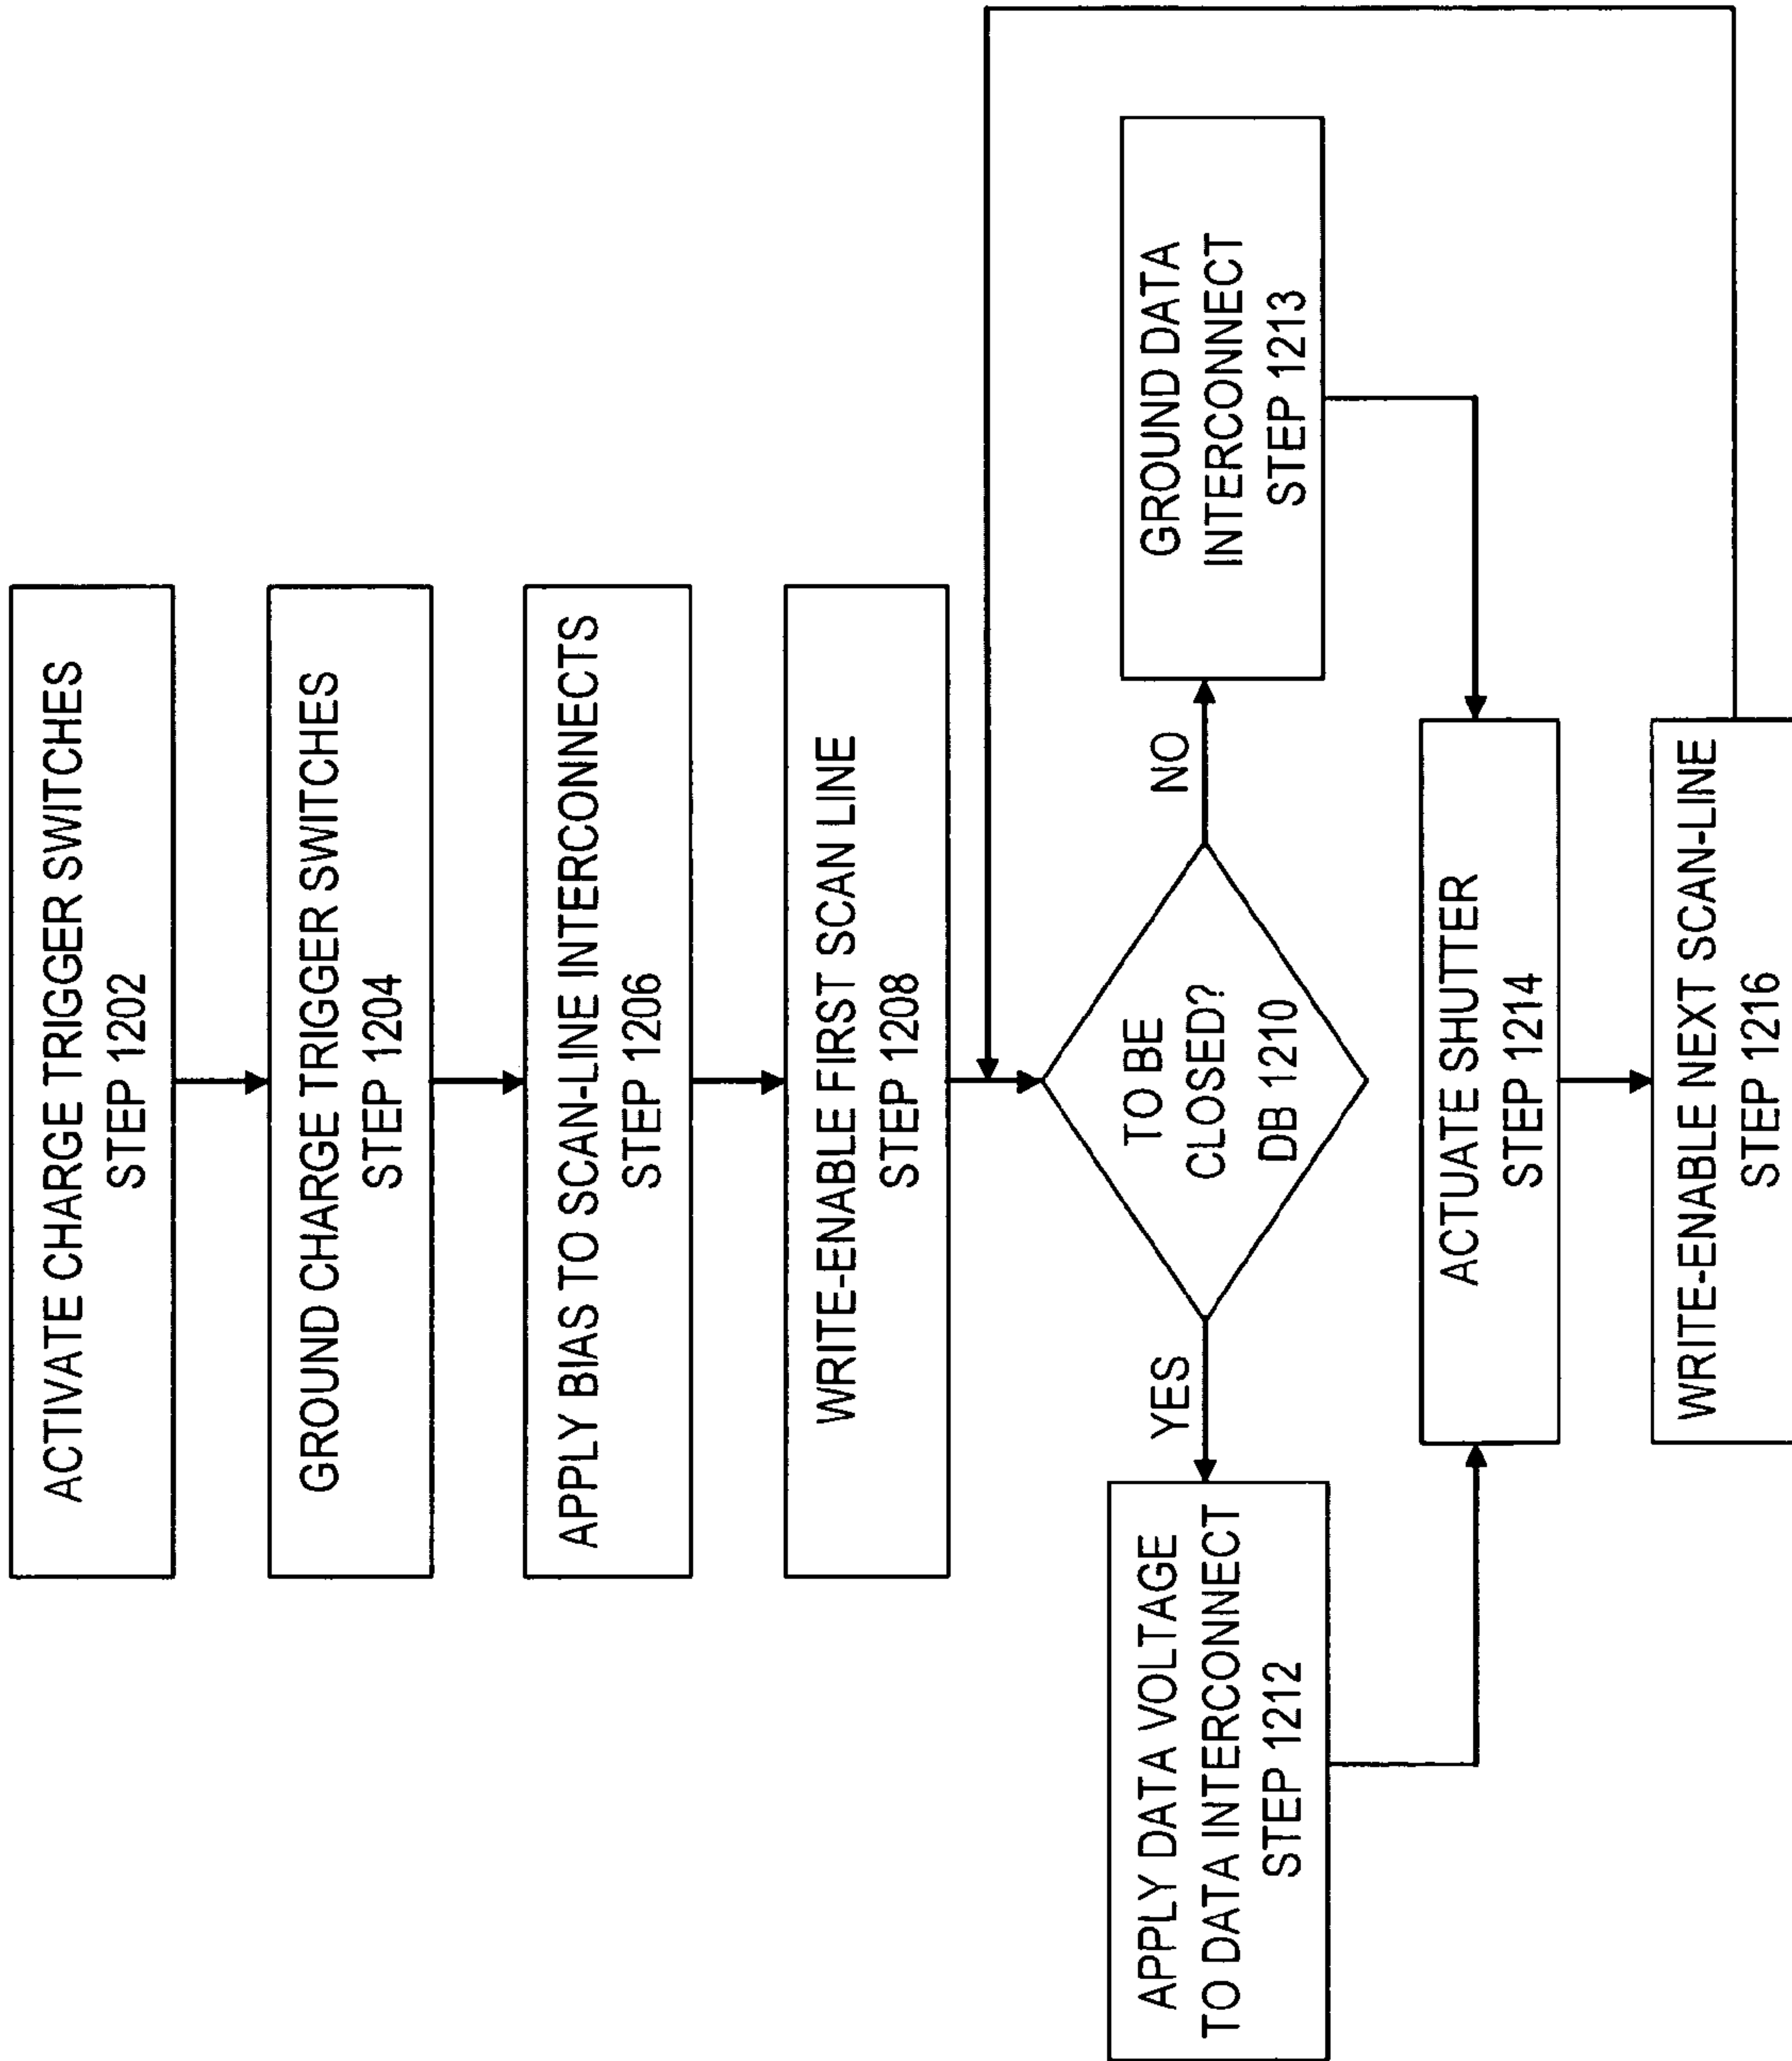 ACTIVATE CHARGE TRIGGER SWITCHES
STEP 1202
GROUND CHARGE TRIGGER SWITCHES
STEP 1204
APPLY BIAS TO SCAN-LINE INTERCONNECTS
STEP 1206
WRITE-ENABLE FIRST SCAN LINE
STEP 1208
TO BE
CLOSED?
DB 1210
YES
NO
APPLY DATA VOLTAGE
TO DATA INTERCONNECT
STEP 1212
GROUND DATA
INTERCONNECT
STEP 1213
ACTUATE SHUTTER
STEP 1214
WRITE-ENABLE NEXT SCAN-LINE
STEP 1216